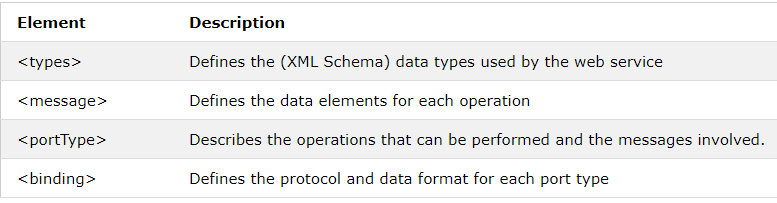 Element Description
<types> Defines the (XML Schema) data types used by the web service
<message> Defines the data elements for each operation
<portType> Describes the operations that can be performed and the messages involved.
<binding> Defines the protocol and data format for each port type